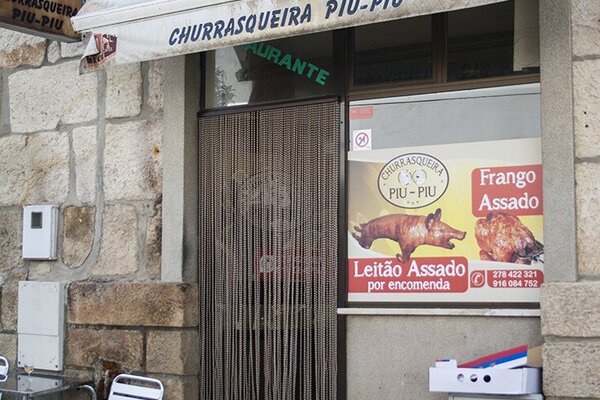 CHURRASQUEIRA
PIU-PIU
CHURRASQUEIRA PIU-PIU
RESTAURANTE
CHURRASQUEIRA
PIU-PIU
Frango
Assado
Leitão Assado
por encomenda
278 422 321
916 084 752